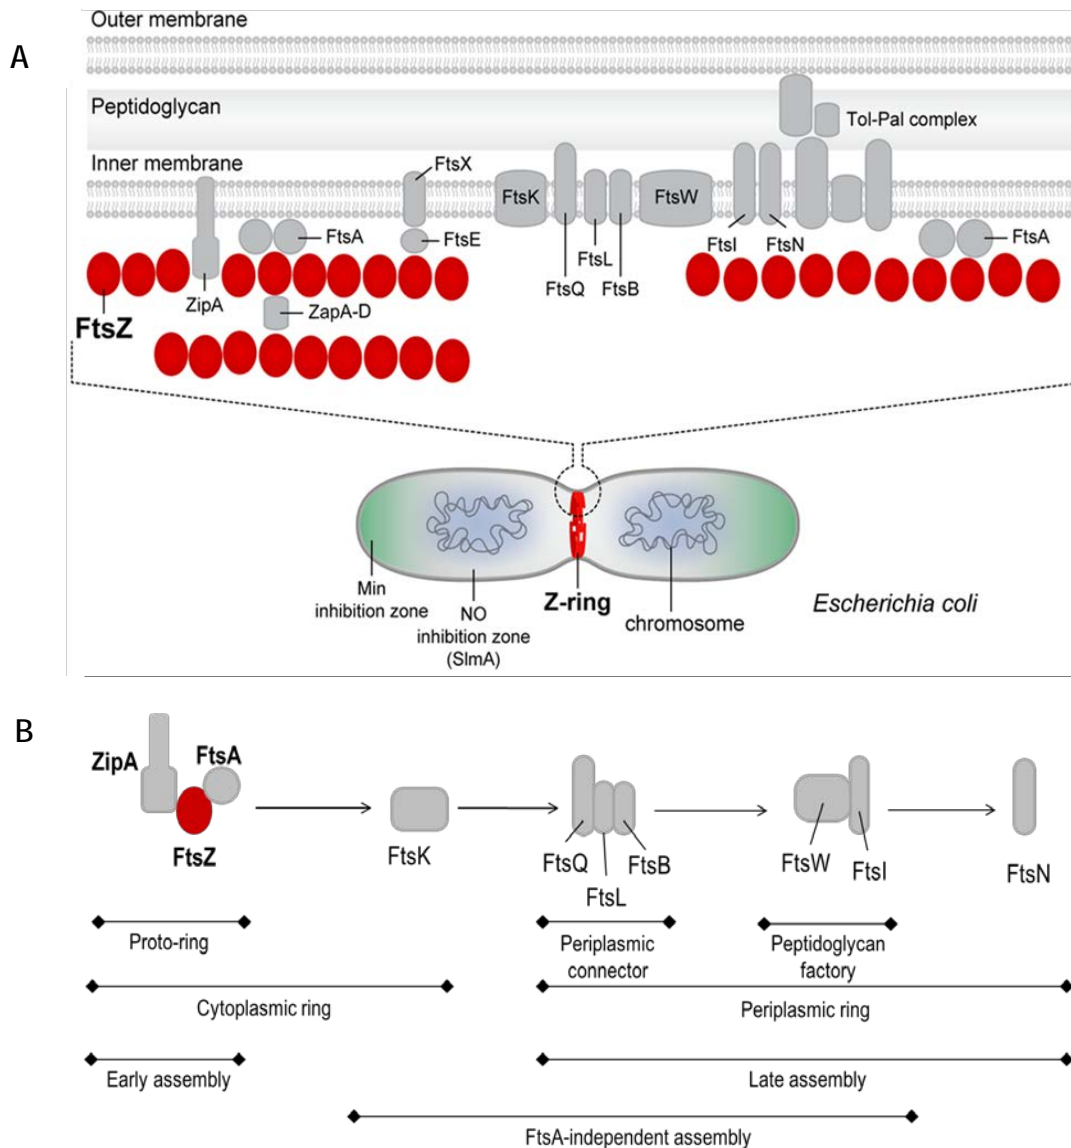 A
Outer membrane
Peptidoglycan
Tol-Pal complex
Inner membrane
FtsX
FtsK
FtsW
FtsA
FtsE
FtsI
FtsN
FtsA
FtsL
FtsQ
FtsB
ZipA
FtsZ
ZapA-D
Min
inhibition zone
NO
inhibition zone
(SlmA)
Z-ring
chromosome
Escherichia coli
B
ZipA
FtsA
FtsZ
FtsK
FtsQ
FtsL
FtsB
FtsW
FtsI
FtsN
Proto-ring
Periplasmic
connector
Peptidoglycan
factory
Cytoplasmic ring
Periplasmic ring
Early assembly
Late assembly
FtsA-independent assembly